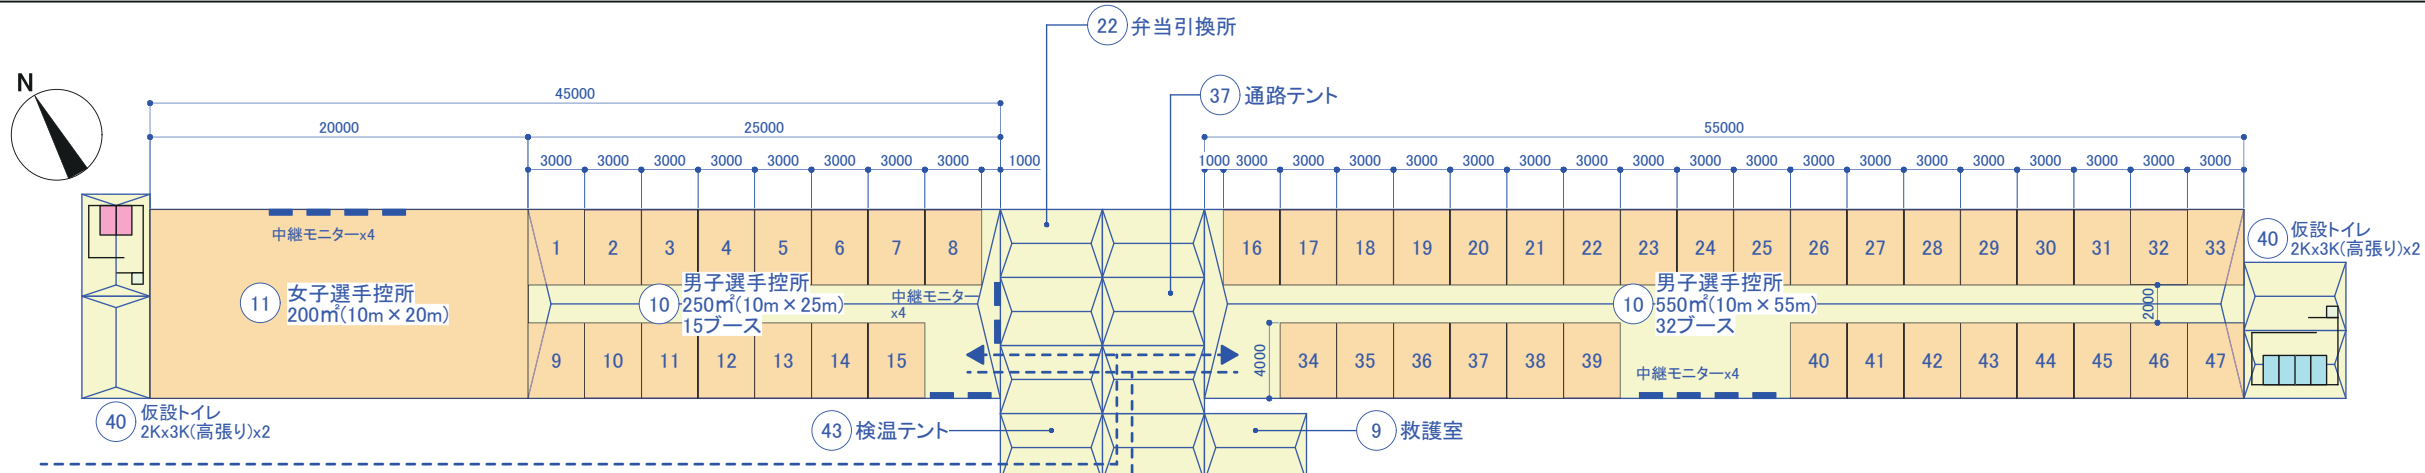 22 弁当引換所
N
37 通路テント
45000
20000
25000
55000
3000 3000 3000 3000 3000 3000 3000 3000 1000
1000 3000 3000 3000 3000 3000 3000 3000 3000 3000 3000 3000 3000 3000 3000 3000 3000 3000 3000
中継モニターx4
1 2 3 4 5 6 7 8
16 17 18 19 20 21 22 23 24 25 26 27 28 29 30 31 32 33
40 仮設トイレ
2Kx3K(高張り)x2
11 女子選手控所
200㎡(10m×20m)
10 男子選手控所
250㎡(10m×25m)
15ブース
中継モニター
x4
10 男子選手控所
550㎡(10m×55m)
32ブース
2000
4000
9 10 11 12 13 14 15
34 35 36 37 38 39
中継モニターx4
40 41 42 43 44 45 46 47
40 仮設トイレ
2Kx3K(高張り)x2
43 検温テント
9 救護室